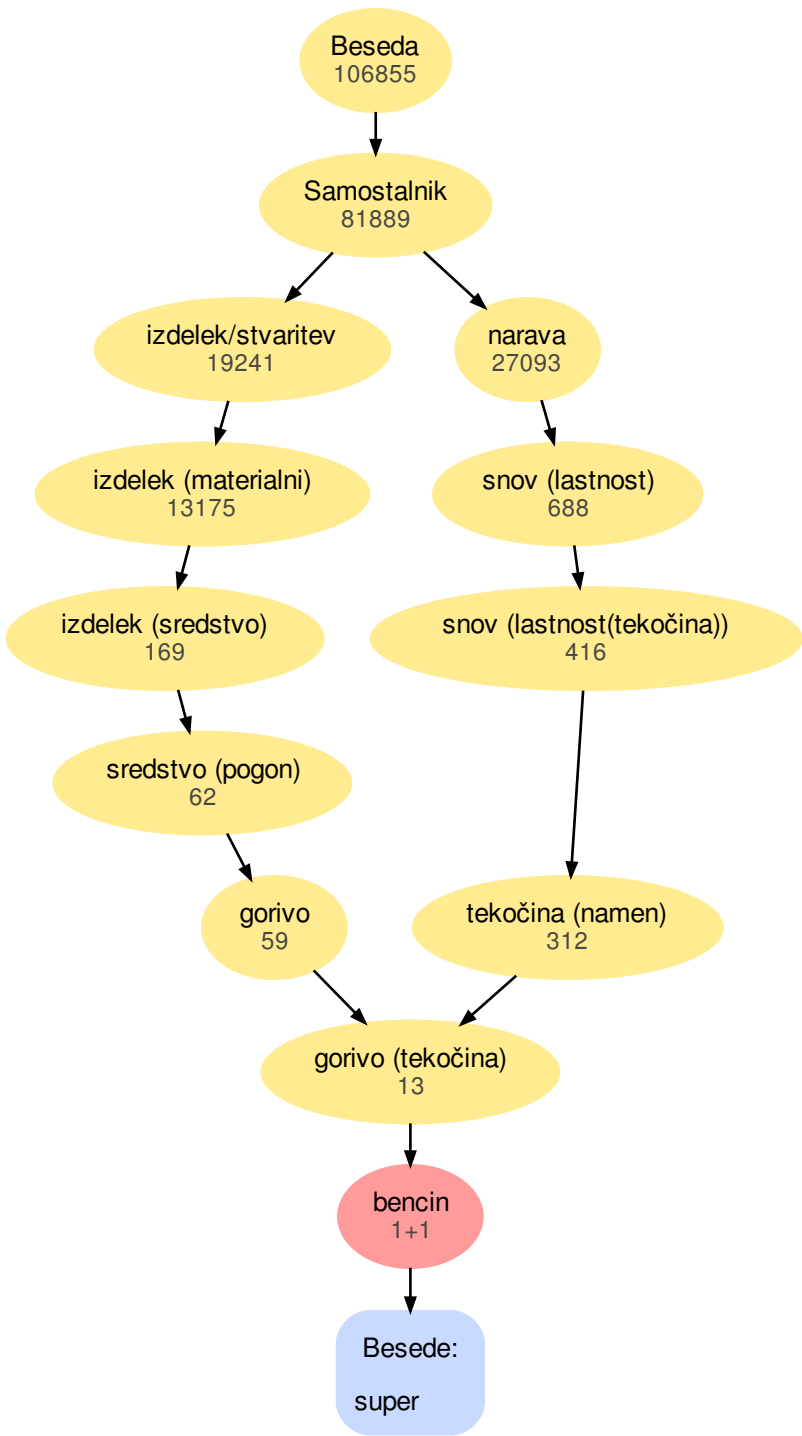 Beseda
106855
Samostalnik
81889
izdelek/stvaritev
19241
narava
27093
izdelek (materialni)
13175
snov (lastnost)
688
izdelek (sredstvo)
169
snov (lastnost(tekočina))
416
sredstvo (pogon)
62
gorivo
59
tekočina (namen)
312
gorivo (tekočina)
13
bencin
1+1
Besede:
super